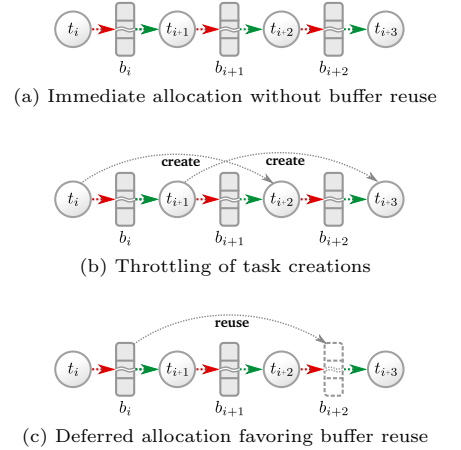 t_i t_{i+1} t_{i+2} t_{i+3}
b_i b_{i+1} b_{i+2}
(a) Immediate allocation without buffer reuse
create create
t_i t_{i+1} t_{i+2} t_{i+3}
b_i b_{i+1} b_{i+2}
(b) Throttling of task creations
reuse
t_i t_{i+1} t_{i+2} t_{i+3}
b_i b_{i+1} b_{i+2}
(c) Deferred allocation favoring buffer reuse